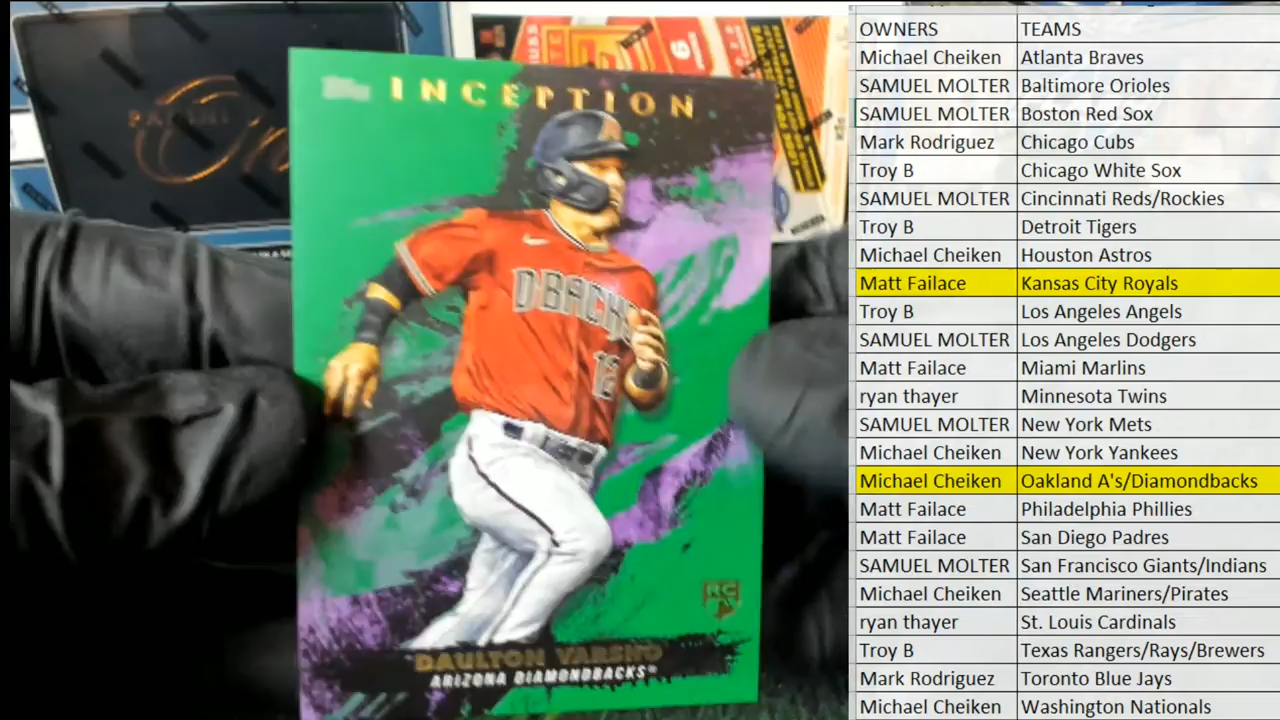 INCEPTION
D'BACKS
12
RC
DAULTON VARSHO
ARIZONA DIAMONDBACKS
PANINI
OWNERS TEAMS
Michael Cheiken Atlanta Braves
SAMUEL MOLTER Baltimore Orioles
SAMUEL MOLTER Boston Red Sox
Mark Rodriguez Chicago Cubs
Troy B Chicago White Sox
SAMUEL MOLTER Cincinnati Reds/Rockies
Troy B Detroit Tigers
Michael Cheiken Houston Astros
Matt Failace Kansas City Royals
Troy B Los Angeles Angels
SAMUEL MOLTER Los Angeles Dodgers
Matt Failace Miami Marlins
ryan thayer Minnesota Twins
SAMUEL MOLTER New York Mets
Michael Cheiken New York Yankees
Michael Cheiken Oakland A's/Diamondbacks
Matt Failace Philadelphia Phillies
Matt Failace San Diego Padres
SAMUEL MOLTER San Francisco Giants/Indians
Michael Cheiken Seattle Mariners/Pirates
ryan thayer St. Louis Cardinals
Troy B Texas Rangers/Rays/Brewers
Mark Rodriguez Toronto Blue Jays
Michael Cheiken Washington Nationals